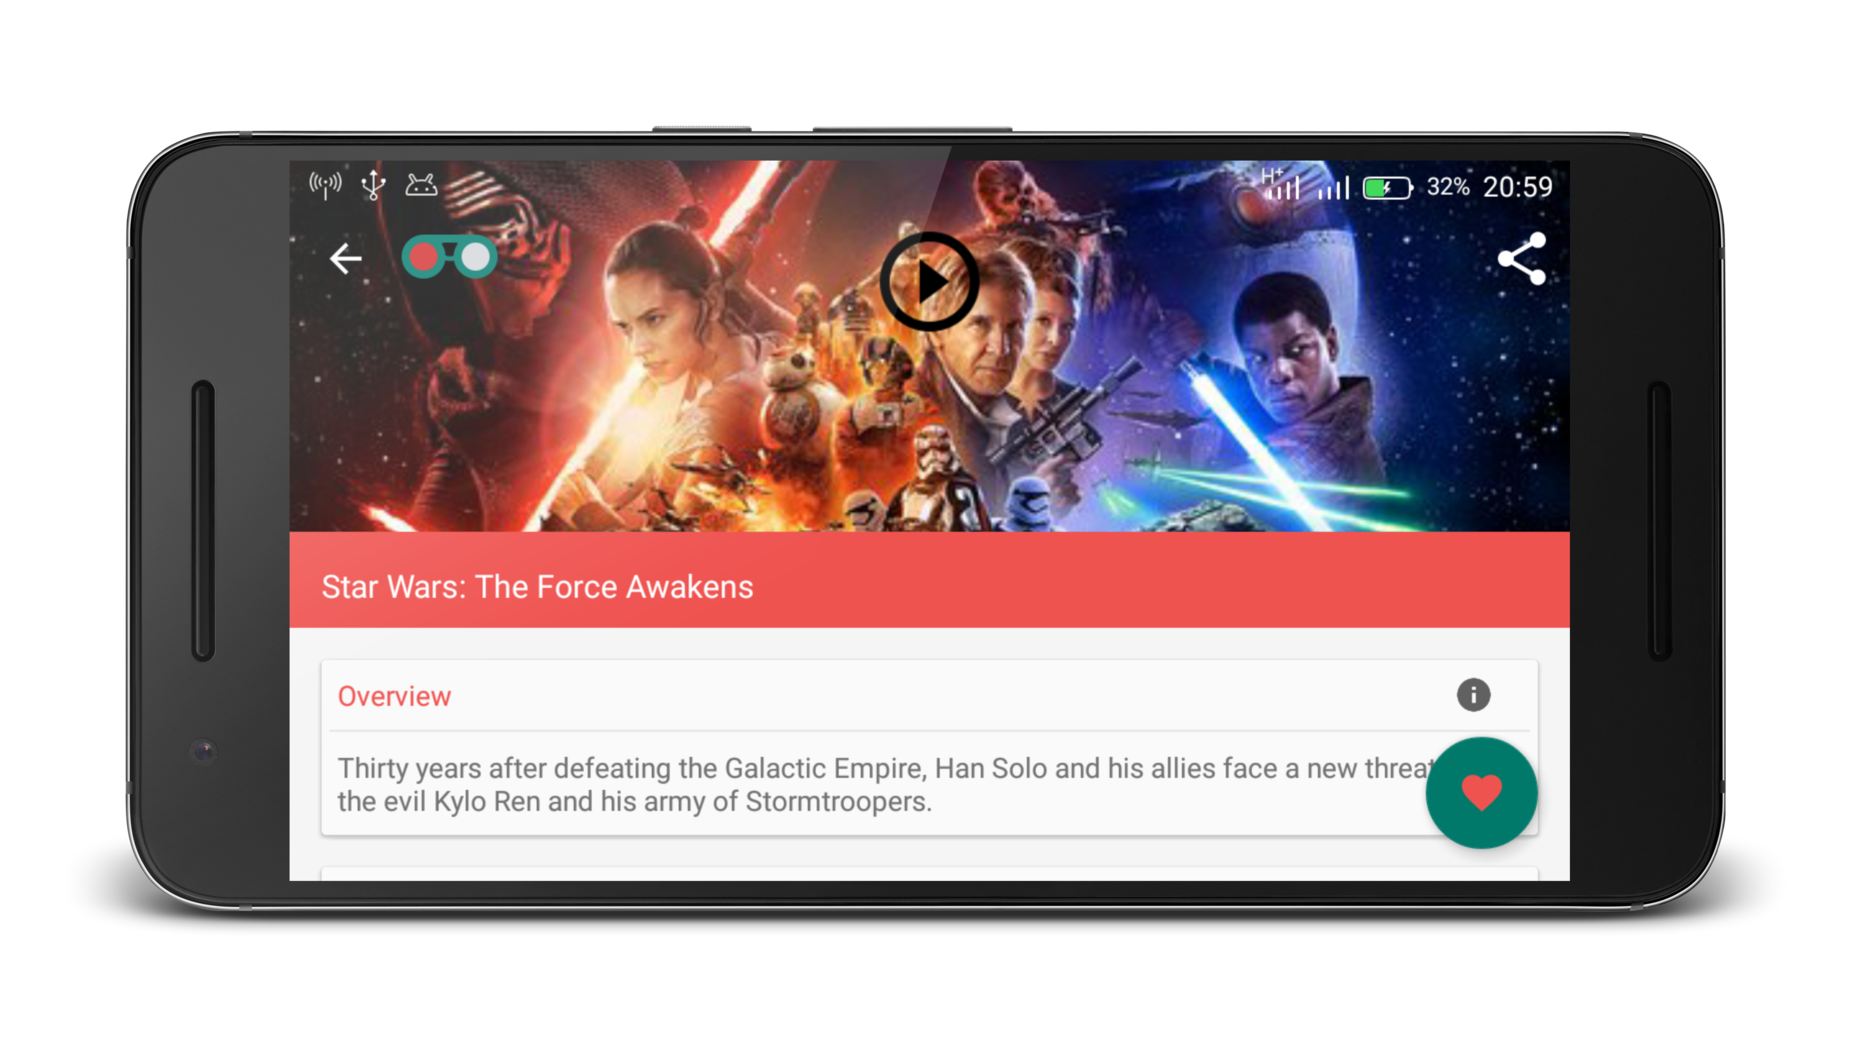 H+
32% 20:59
Star Wars: The Force Awakens
Overview
Thirty years after defeating the Galactic Empire, Han Solo and his allies face a new threat
the evil Kylo Ren and his army of Stormtroopers.